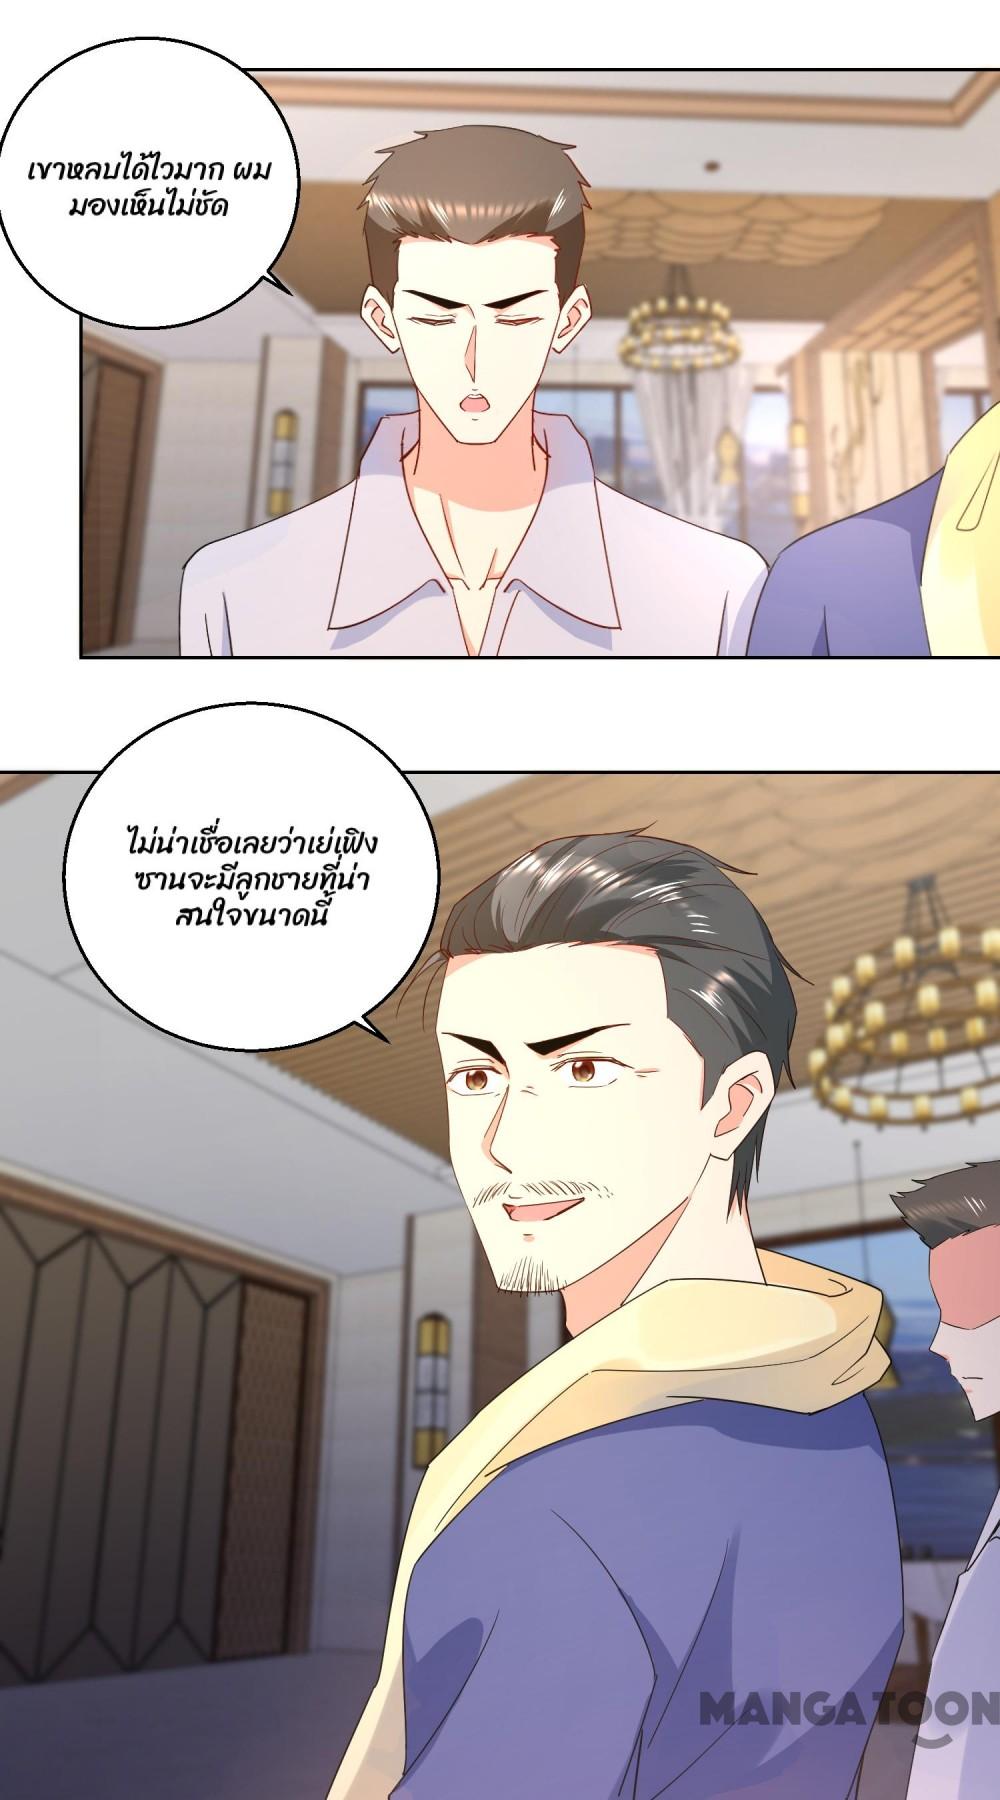 เขาหลบได้ไวมาก ผม
มองเห็นไม่ชัด
ไม่น่าเชื่อเลยว่าเย่เฟิง
ซานจะมีลูกชายที่น่า
สนใจขนาดนี้
MANGATOON